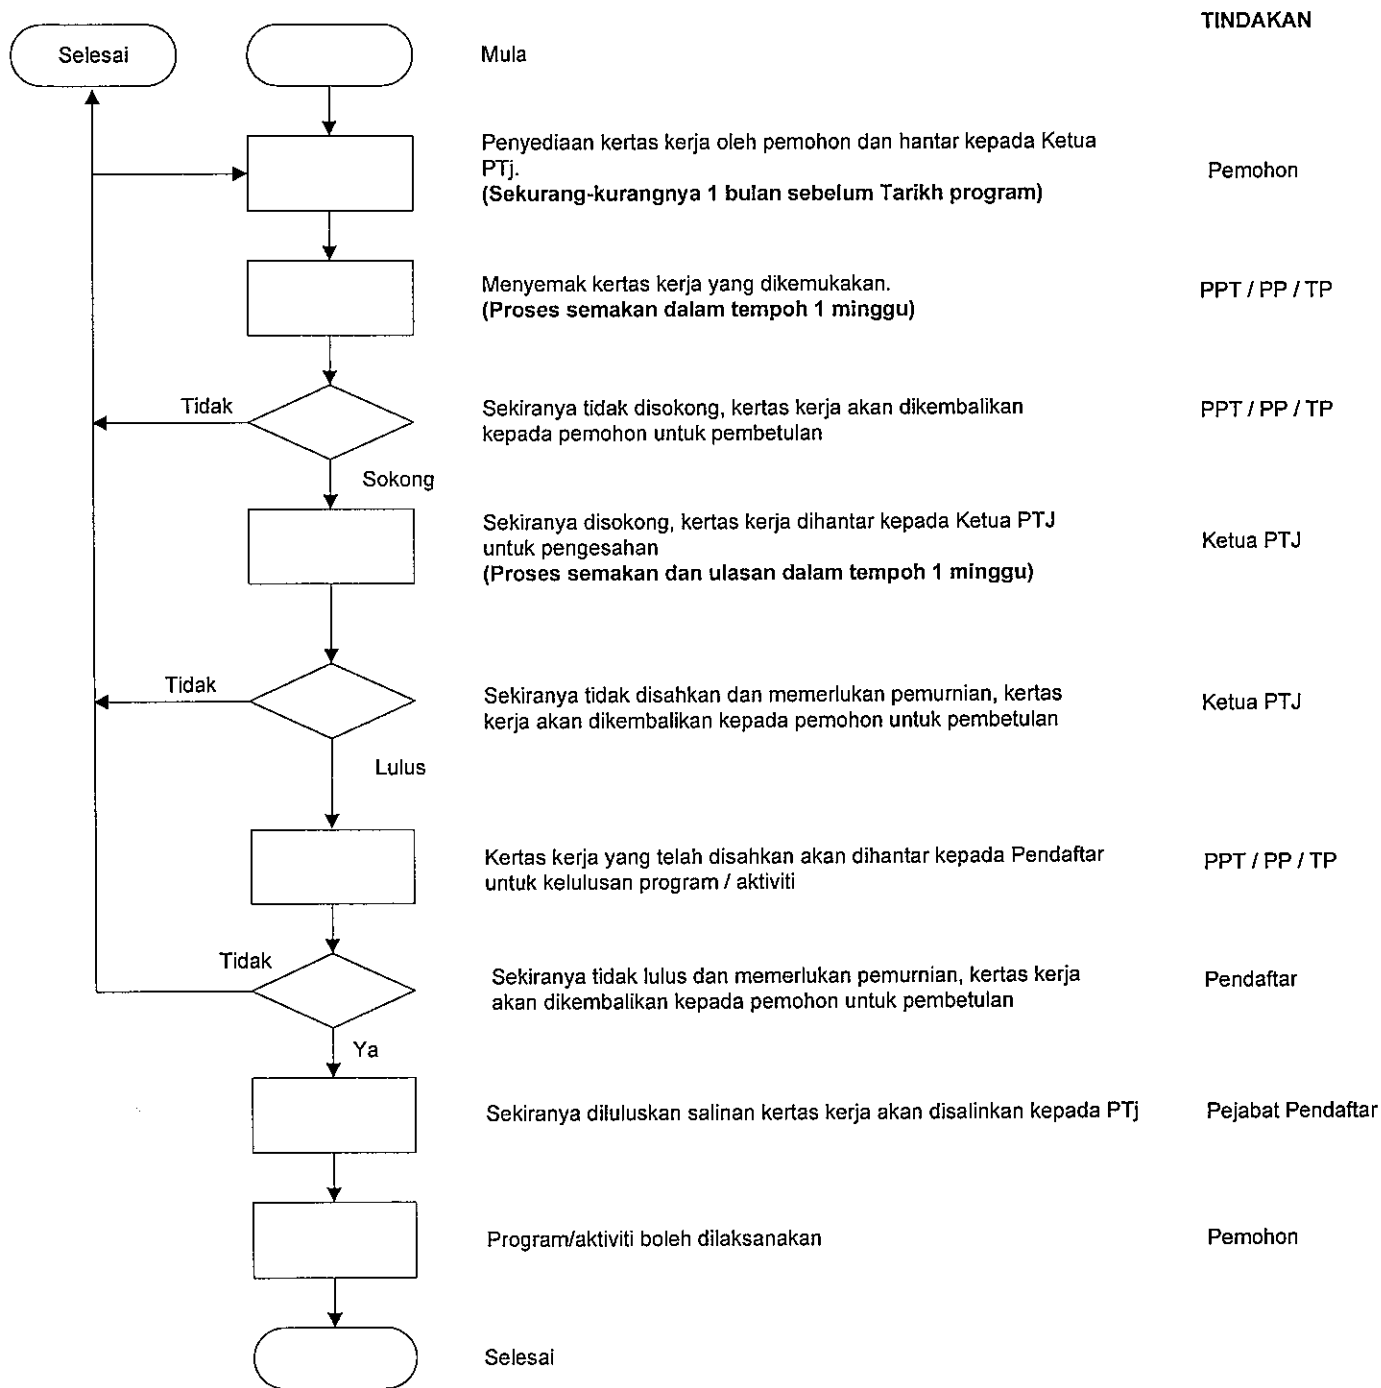 TINDAKAN
Selesai
Mula
Penyediaan kertas kerja oleh pemohon dan hantar kepada Ketua
PTj.
(Sekurang-kurangnya 1 bulan sebelum Tarikh program)
Pemohon
Menyemak kertas kerja yang dikemukakan.
(Proses semakan dalam tempoh 1 minggu)
PPT / PP / TP
Tidak
Sekiranya tidak disokong, kertas kerja akan dikembalikan
kepada pemohon untuk pembetulan
PPT / PP / TP
Sokong
Sekiranya disokong, kertas kerja dihantar kepada Ketua PTJ
untuk pengesahan
(Proses semakan dan ulasan dalam tempoh 1 minggu)
Ketua PTJ
Tidak
Sekiranya tidak disahkan dan memerlukan pemurnian, kertas
kerja akan dikembalikan kepada pemohon untuk pembetulan
Ketua PTJ
Lulus
Kertas kerja yang telah disahkan akan dihantar kepada Pendaftar
untuk kelulusan program / aktiviti
PPT / PP / TP
Tidak
Sekiranya tidak lulus dan memerlukan pemurnian, kertas kerja
akan dikembalikan kepada pemohon untuk pembetulan
Pendaftar
Ya
Sekiranya diluluskan salinan kertas kerja akan disalinkan kepada PTj
Pejabat Pendaftar
Program/aktiviti boleh dilaksanakan
Pemohon
Selesai